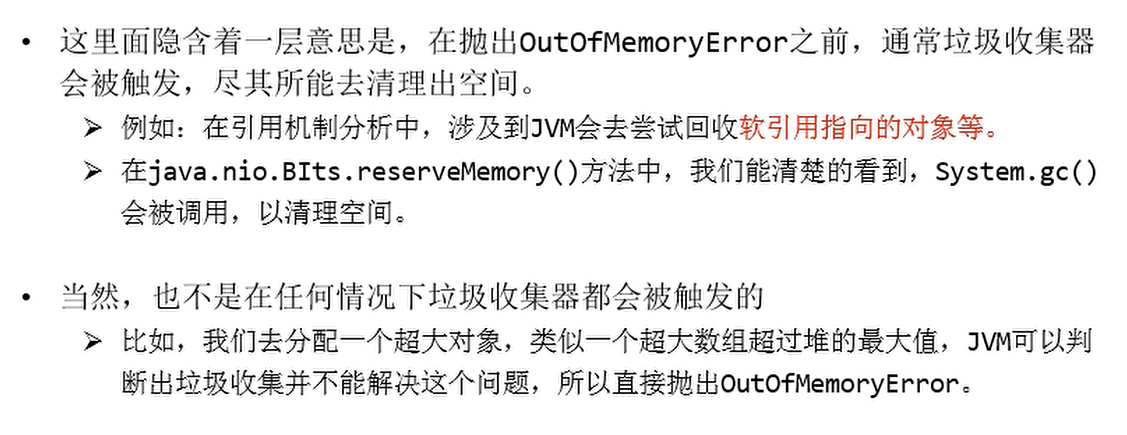 • 这里面隐含着一层意思是，在抛出OutOfMemoryError之前，通常垃圾收集器
会被触发，尽其所能去清理出空间。
➢ 例如：在引用机制分析中，涉及到JVM会去尝试回收软引用指向的对象等。
➢ 在java.nio.BIts.reserveMemory()方法中，我们能清楚的看到，System.gc()
会被调用，以清理空间。
• 当然，也不是在任何情况下垃圾收集器都会被触发的
➢ 比如，我们去分配一个超大对象，类似一个超大数组超过堆的最大值，JVM可以判
断出垃圾收集并不能解决这个问题，所以直接抛出OutOfMemoryError。